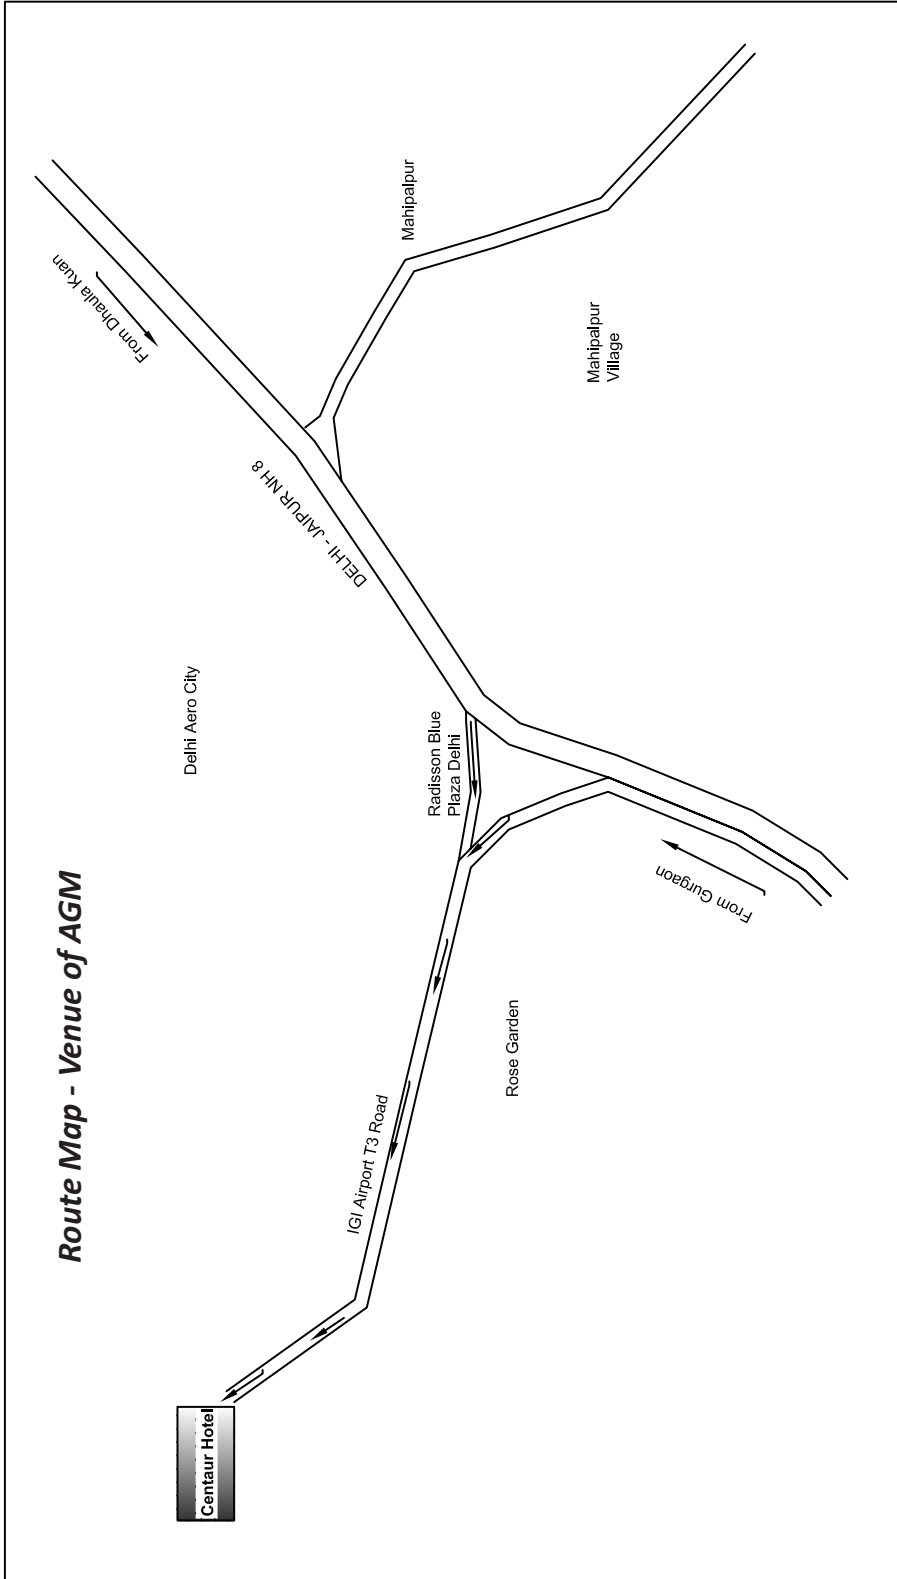 Route Map - Venue of AGM
Centaur Hotel
IGI Airport T3 Road
Rose Garden
Delhi Aero City
Radisson Blue
Plaza Delhi
From Gurgaon
DELHI - JAIPUR NH 8
From Dhaula Kuan
Mahipalpur
Mahipalpur
Village